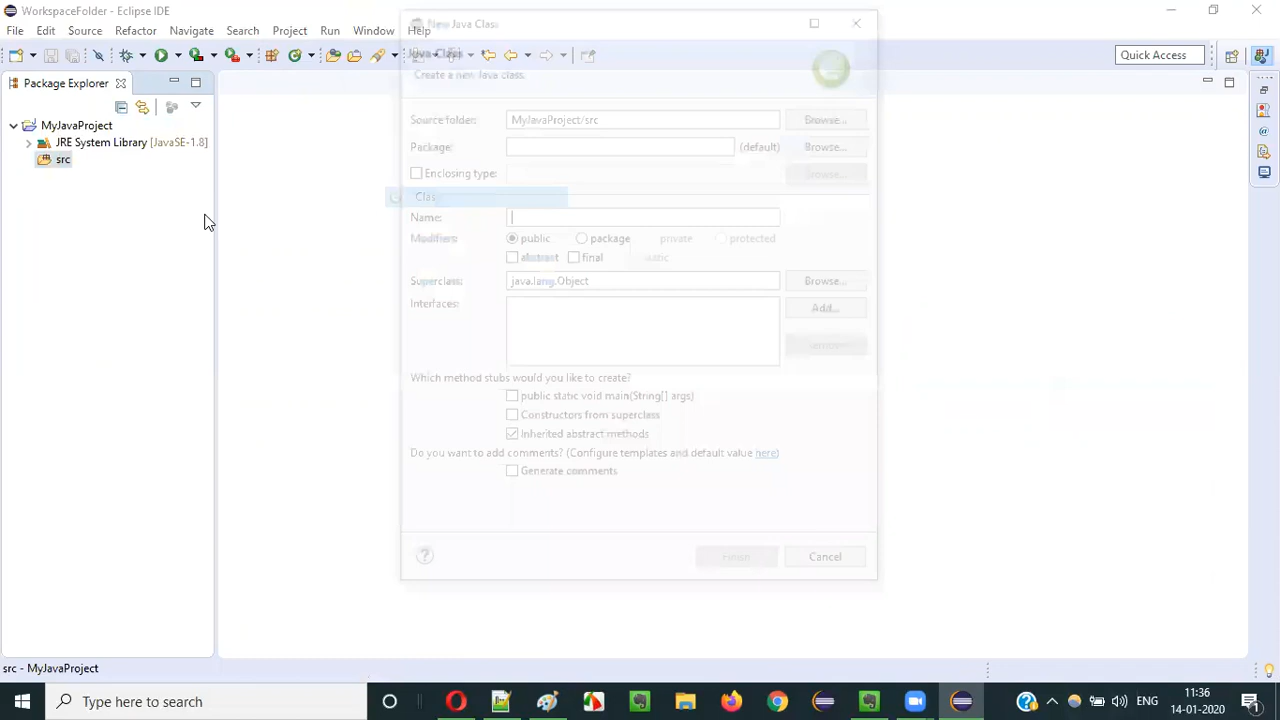 WorkspaceFolder - Eclipse IDE
File Edit Source Refactor Navigate Search Project Run Window Help
Quick Access
Package Explorer
MyJavaProject
JRE System Library [JavaSE-1.8]
src
New Java Class
Java Class
Create a new Java class.
Source folder: MyJavaProject/src Browse...
Package: (default) Browse...
Enclosing type: Browse...
Class
Name:
Modifiers: public package private protected
abstract final static
Superclass: java.lang.Object Browse...
Interfaces: Add...
Remove
Which method stubs would you like to create?
public static void main(String[] args)
Constructors from superclass
Inherited abstract methods
Do you want to add comments? (Configure templates and default value here)
Generate comments
? Finish Cancel
src - MyJavaProject
Type here to search
ENG
11:36
14-01-2020
1